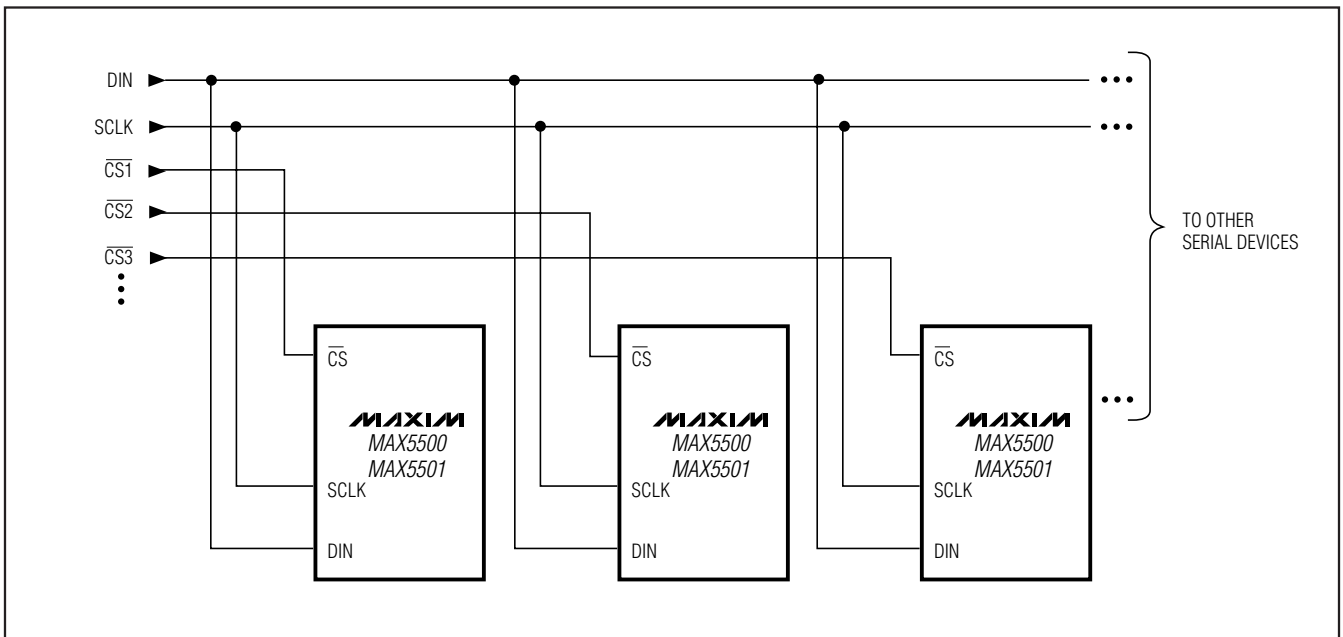 DIN
SCLK
CS1
CS2
CS3
TO OTHER
SERIAL DEVICES
CS
MAXIM
MAX5500
MAX5501
SCLK
DIN
CS
MAXIM
MAX5500
MAX5501
SCLK
DIN
CS
MAXIM
MAX5500
MAX5501
SCLK
DIN